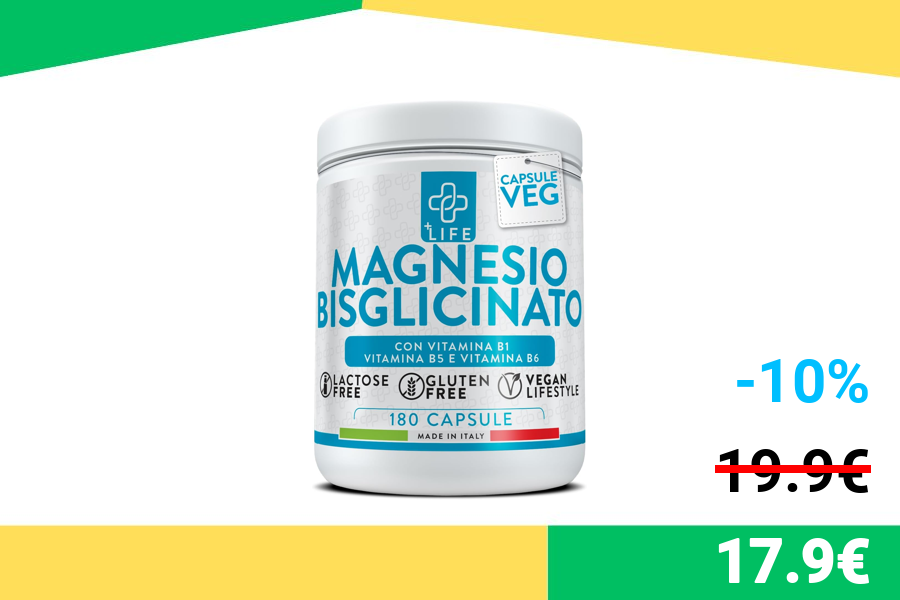 CAPSULE
VEG
+LIFE
MAGNESIO
BISGLICINATO
CON VITAMINA B1
VITAMINA B5 E VITAMINA B6
LACTOSE
FREE
GLUTEN
FREE
VEGAN
LIFESTYLE
180 CAPSULE
MADE IN ITALY
-10%
19.9€
17.9€